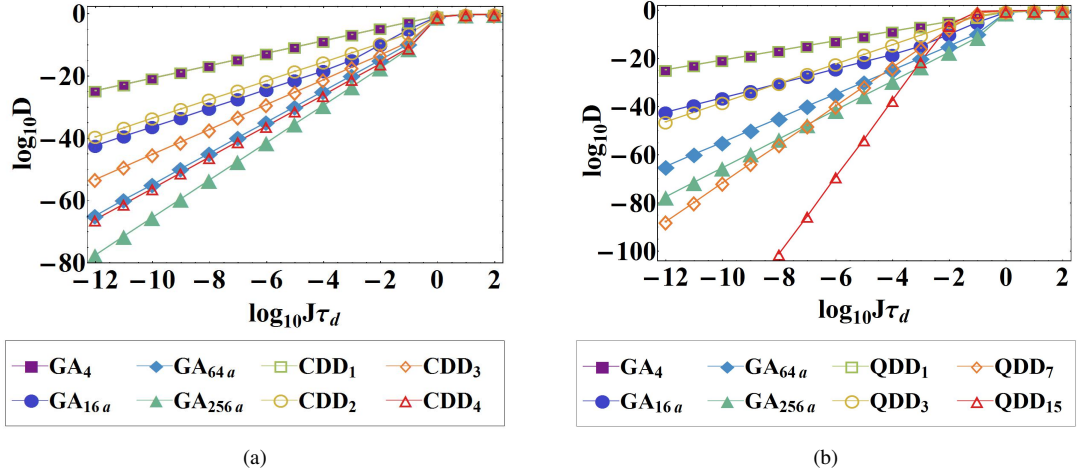 0
−20
−40
−60
−80
log₁₀D
−12 −10 −8 −6 −4 −2 0 2
log₁₀Jτ_d
GA₄ GA₆₄ₐ CDD₁ CDD₃
GA₁₆ₐ GA₂₅₆ₐ CDD₂ CDD₄
(a)
0
−20
−40
−60
−80
−100
log₁₀D
−12 −10 −8 −6 −4 −2 0 2
log₁₀Jτ_d
GA₄ GA₆₄ₐ QDD₁ QDD₇
GA₁₆ₐ GA₂₅₆ₐ QDD₃ QDD₁₅
(b)